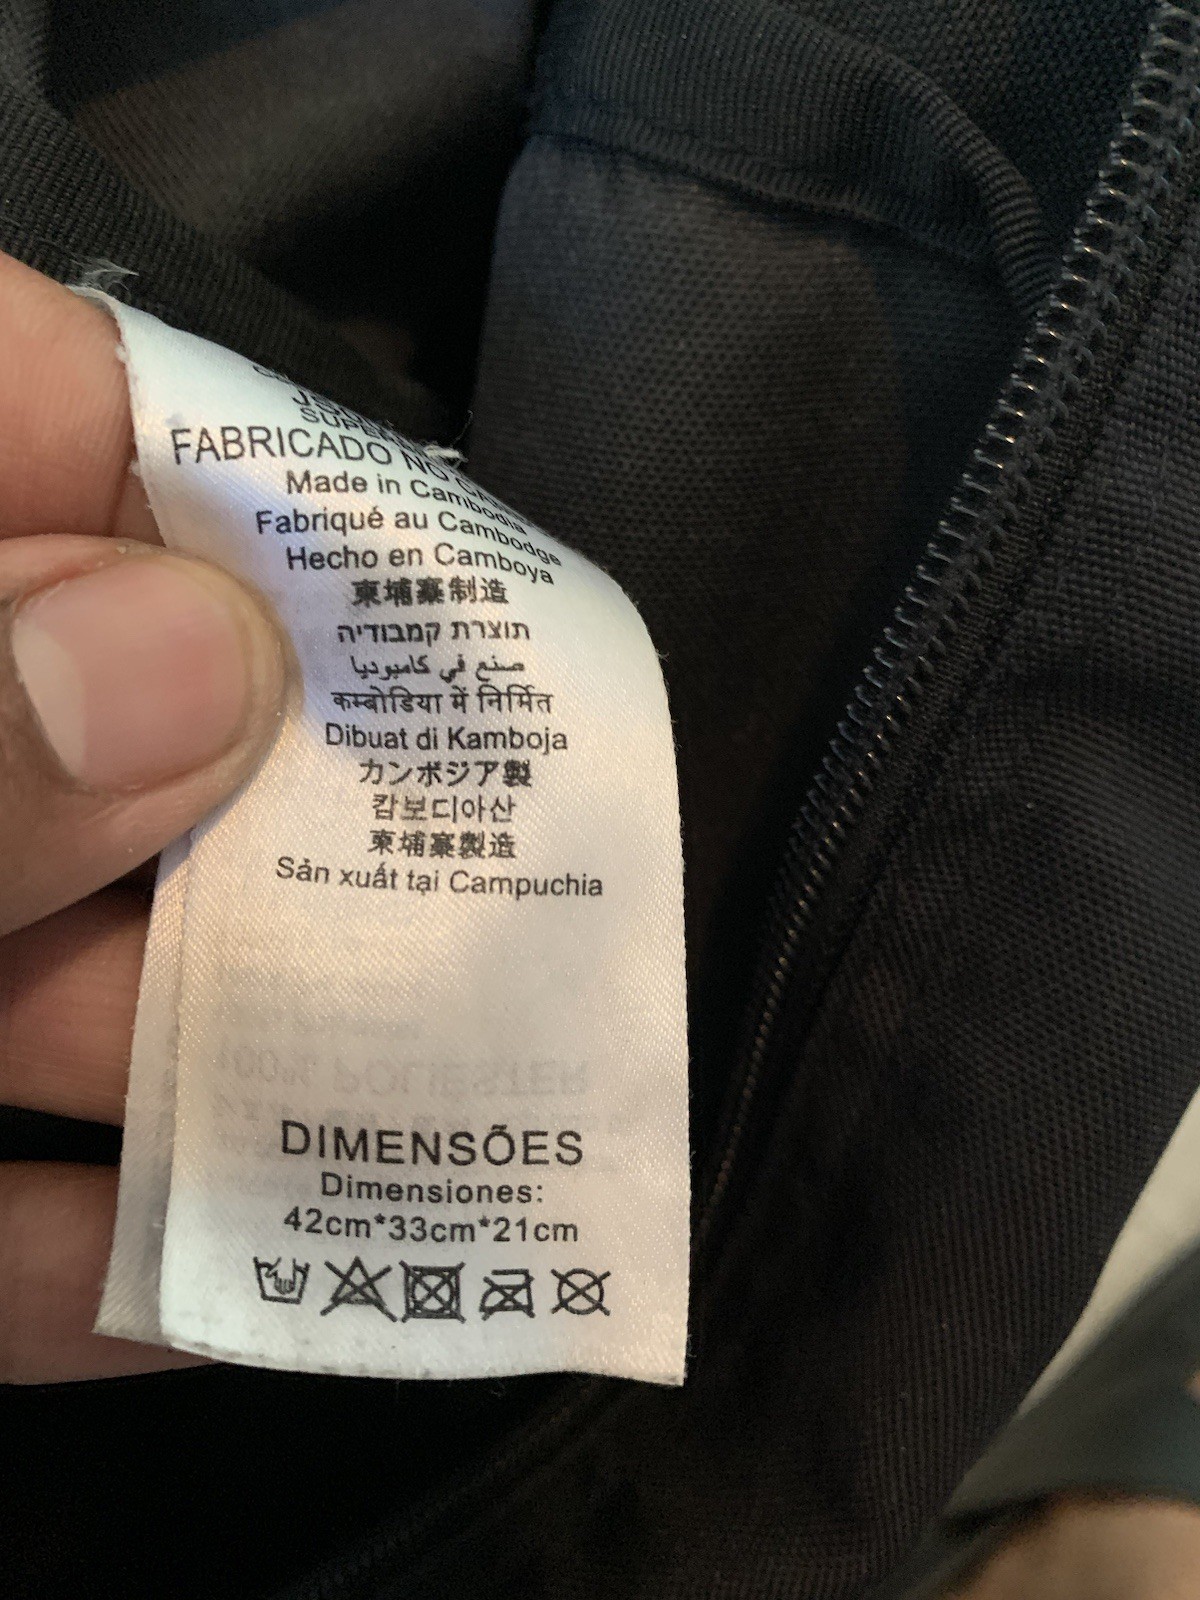 FABRICADO NO
Made in Cambodia
Fabriqué au Cambodge
Hecho en Camboya
柬埔寨制造
תוצרת קמבודיה
صنع في كامبوديا
कम्बोडिया में निर्मित
Dibuat di Kamboja
カンボジア製
캄보디아산
柬埔寨製造
Sản xuất tại Campuchia
100% POLIÉSTER
DIMENSÕES
Dimensiones:
42cm*33cm*21cm